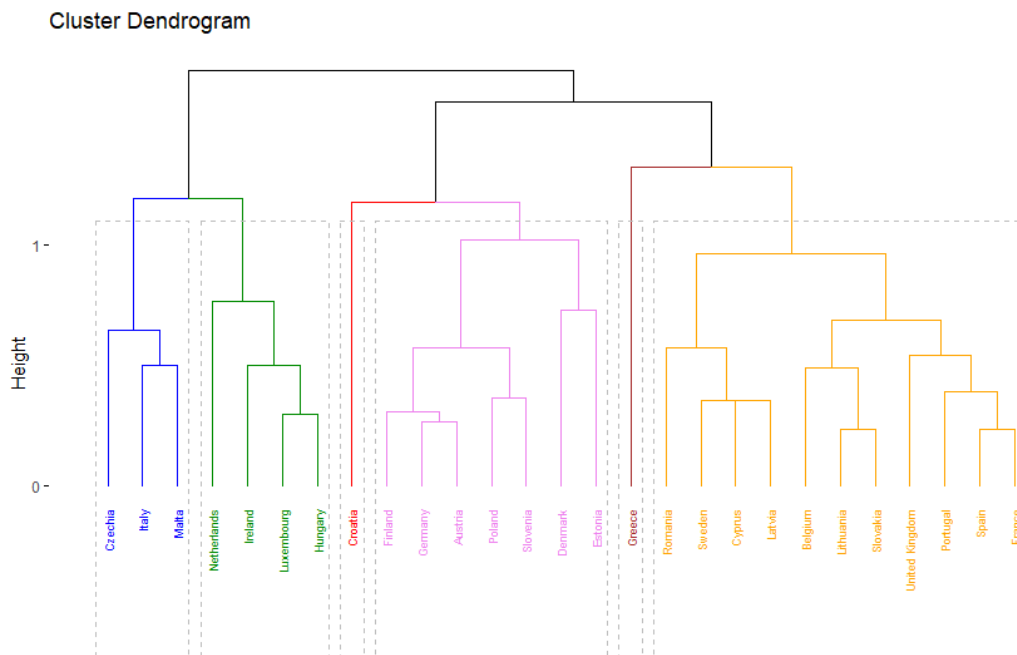 Cluster Dendrogram
Height
1
0
Czechia
Italy
Malta
Netherlands
Ireland
Luxembourg
Hungary
Croatia
Finland
Germany
Austria
Poland
Slovenia
Denmark
Estonia
Greece
Romania
Sweden
Cyprus
Latvia
Belgium
Lithuania
Slovakia
United Kingdom
Portugal
Spain
France